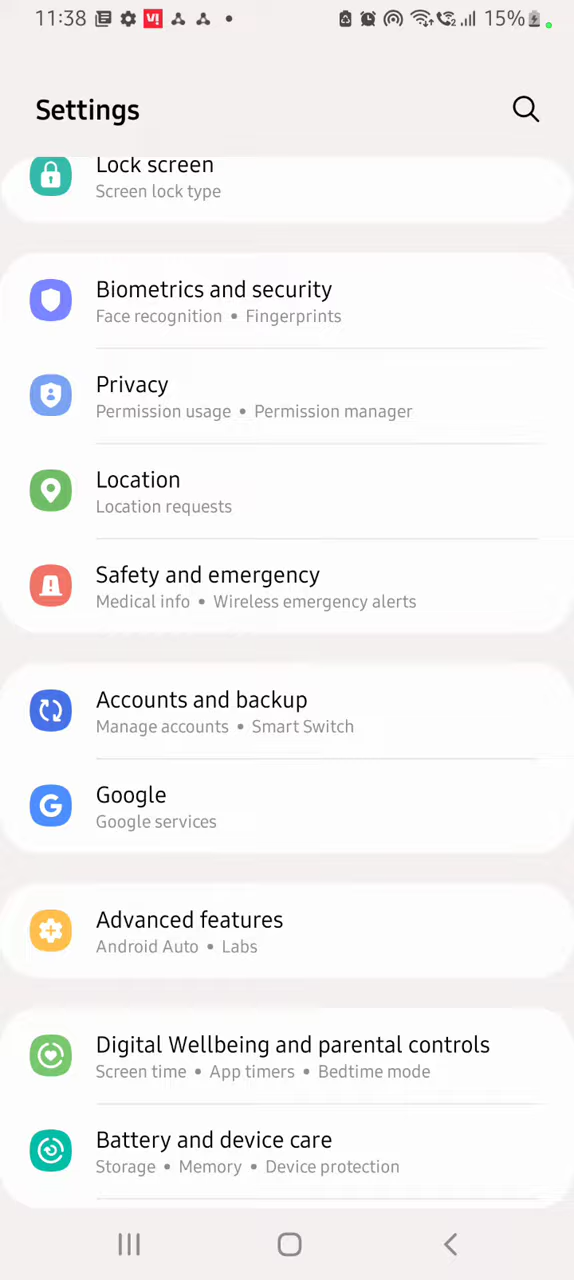 11:38 15%
Settings
Lock screen
Screen lock type
Biometrics and security
Face recognition • Fingerprints
Privacy
Permission usage • Permission manager
Location
Location requests
Safety and emergency
Medical info • Wireless emergency alerts
Accounts and backup
Manage accounts • Smart Switch
Google
Google services
Advanced features
Android Auto • Labs
Digital Wellbeing and parental controls
Screen time • App timers • Bedtime mode
Battery and device care
Storage • Memory • Device protection